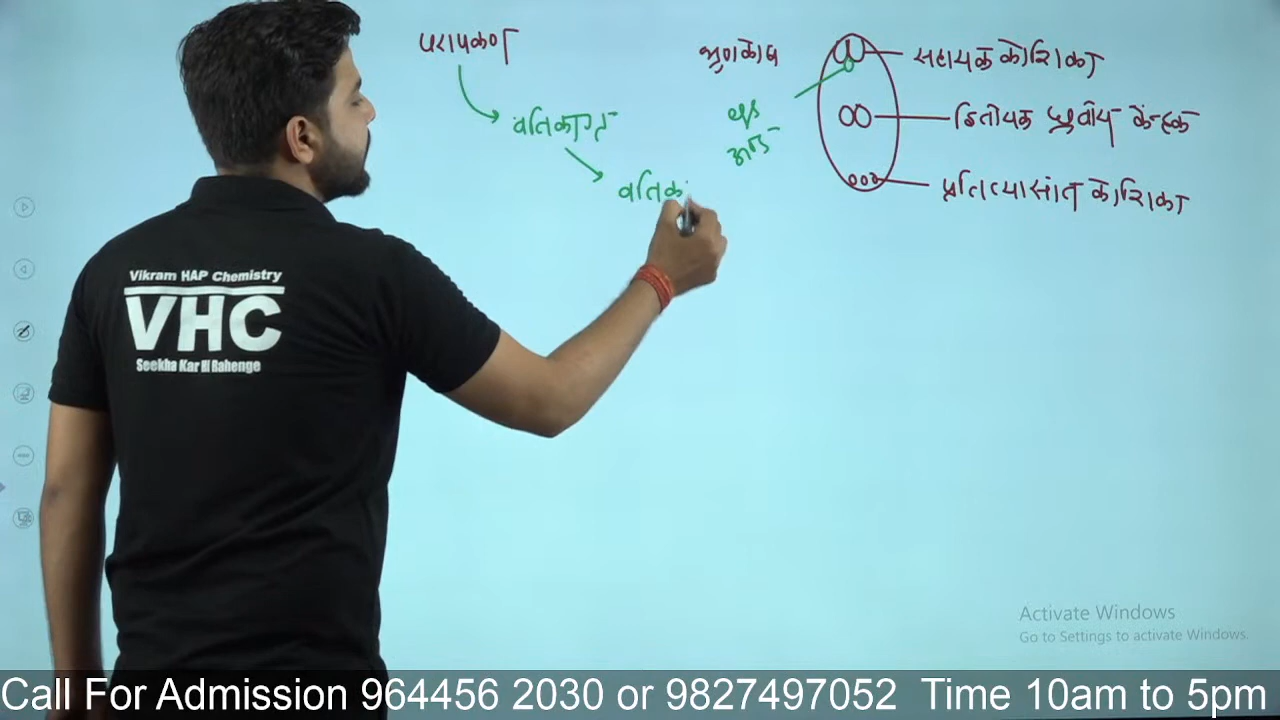 परागकण
वर्तिकाग्र
वर्तिक
भ्रुणकोष
सहायक कोशिका
द्वितीयक ध्रुवीय केन्द्रक
प्रतिव्यासांत कोशिका
Vikram HAP Chemistry
VHC
Seekha Kar Hi Rahenge
Activate Windows
Go to Settings to activate Windows.
Call For Admission 964456 2030 or 9827497052 Time 10am to 5pm